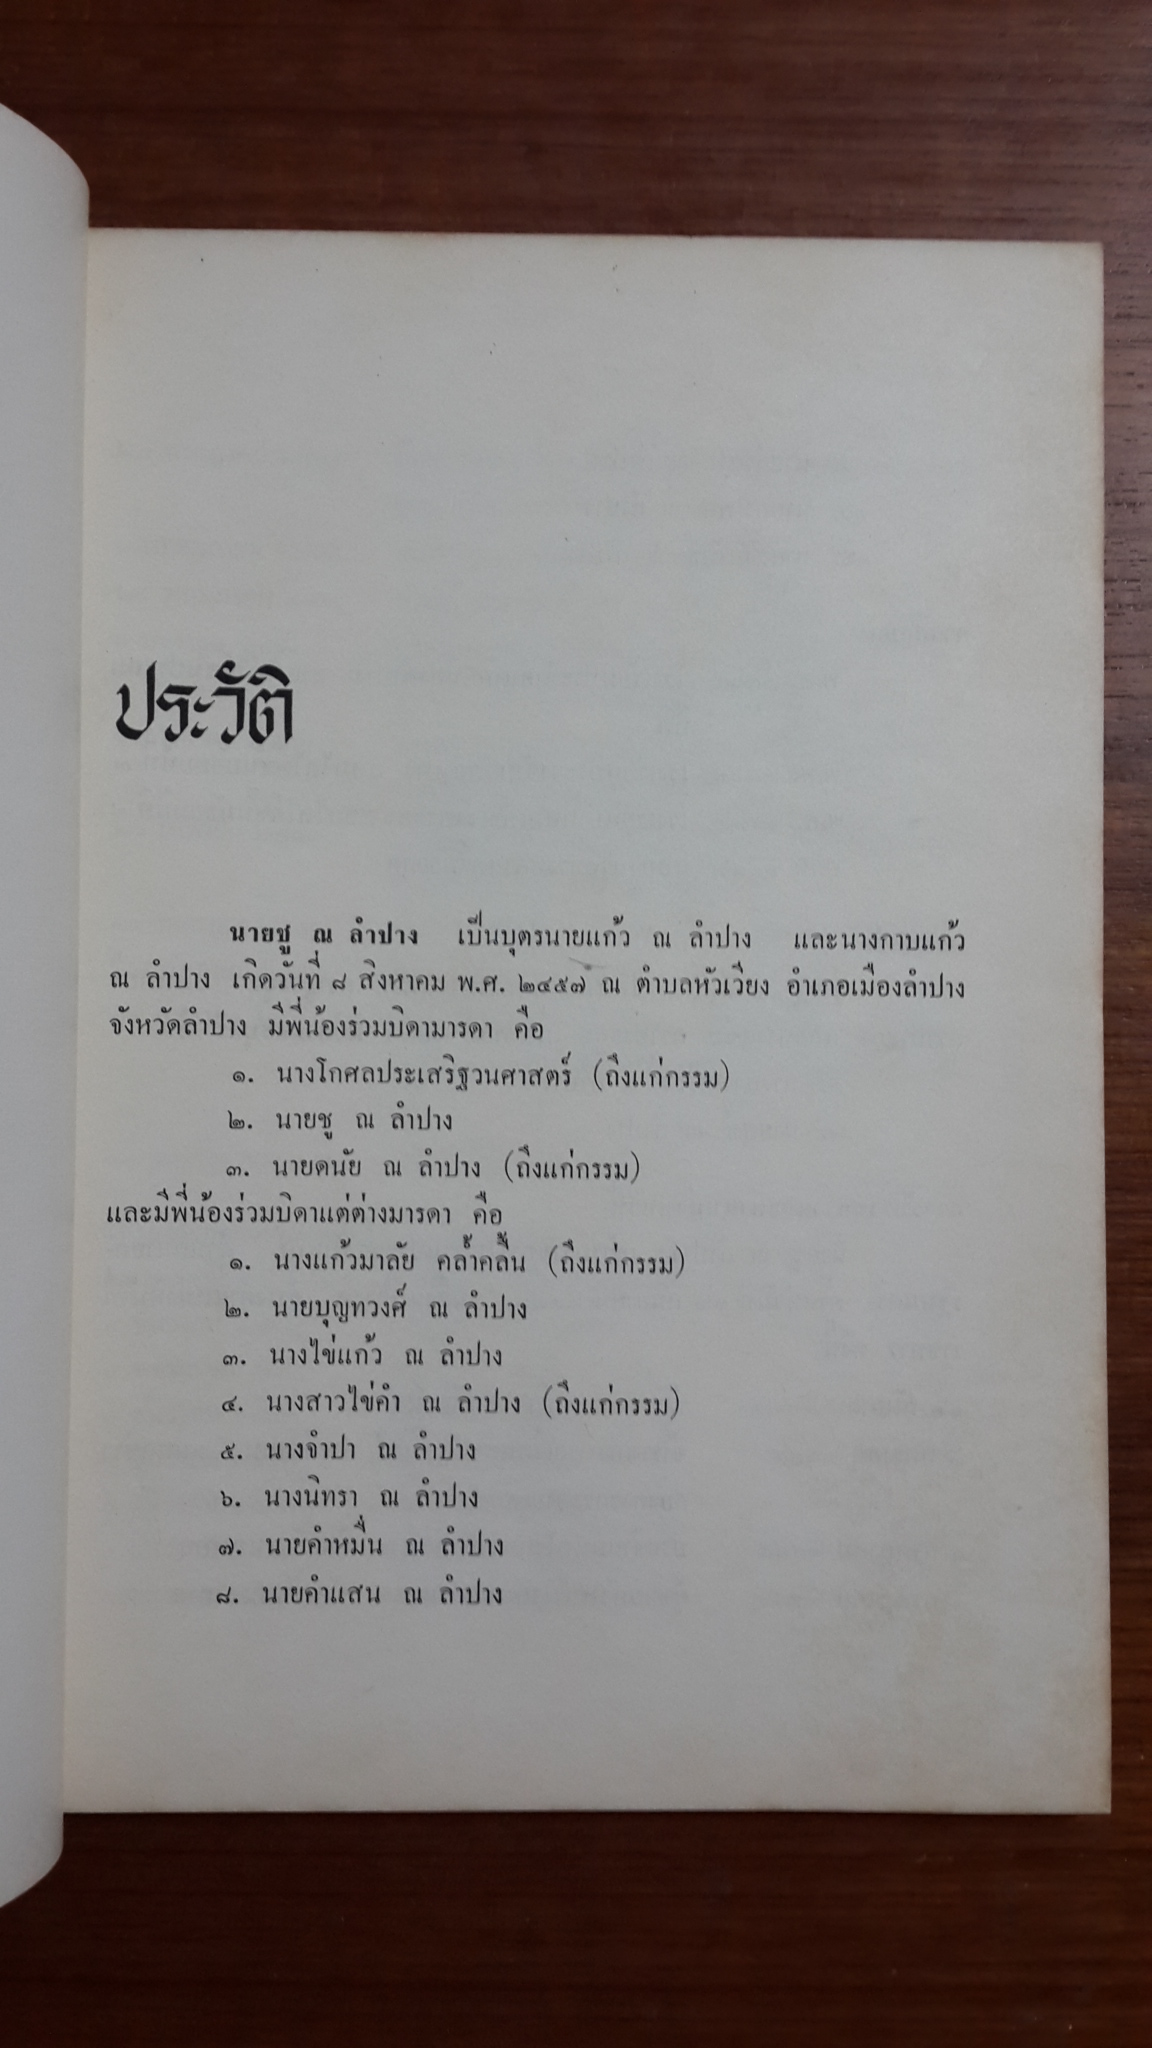 ประวัติ
นายชู ณ ลำปาง เป็นบุตรนายแก้ว ณ ลำปาง และนางกาบแก้ว
ณ ลำปาง เกิดวันที่ ๘ สิงหาคม พ.ศ. ๒๔๕๗ ณ ตำบลหัวเวียง อำเภอเมืองลำปาง
จังหวัดลำปาง มีพี่น้องร่วมบิดามารดา คือ
๑. นางโกศลประเสริฐวนศาสตร์ (ถึงแก่กรรม)
๒. นายชู ณ ลำปาง
๓. นายดนัย ณ ลำปาง (ถึงแก่กรรม)
และมีพี่น้องร่วมบิดาแต่ต่างมารดา คือ
๑. นางแก้วมาลัย คล้ำคลื้น (ถึงแก่กรรม)
๒. นายบุญทวงศ์ ณ ลำปาง
๓. นางไข่แก้ว ณ ลำปาง
๔. นางสาวไข่คำ ณ ลำปาง (ถึงแก่กรรม)
๕. นางจำปา ณ ลำปาง
๖. นางนิทรา ณ ลำปาง
๗. นายคำหมื่น ณ ลำปาง
๘. นายคำแสน ณ ลำปาง